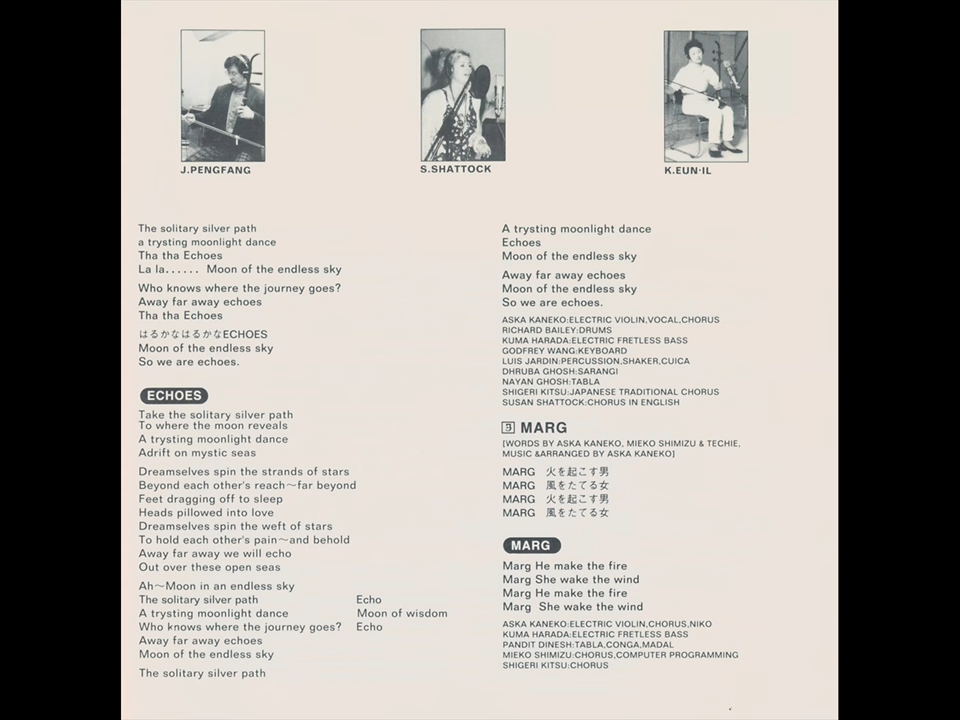 J.PENGFANG
S.SHATTOCK
K.EUN·IL
The solitary silver path
a trysting moonlight dance
Tha tha Echoes
La la...... Moon of the endless sky
Who knows where the journey goes?
Away far away echoes
Tha tha Echoes
はるかなはるかなECHOES
Moon of the endless sky
So we are echoes.
ECHOES
Take the solitary silver path
To where the moon reveals
A trysting moonlight dance
Adrift on mystic seas
Dreamselves spin the strands of stars
Beyond each other's reach〜far beyond
Feet dragging off to sleep
Heads pillowed into love
Dreamselves spin the weft of stars
To hold each other's pain〜and behold
Away far away we will echo
Out over these open seas
Ah〜Moon in an endless sky
The solitary silver path Echo
A trysting moonlight dance Moon of wisdom
Who knows where the journey goes? Echo
Away far away echoes
Moon of the endless sky
The solitary silver path
A trysting moonlight dance
Echoes
Moon of the endless sky
Away far away echoes
Moon of the endless sky
So we are echoes.
ASKA KANEKO:ELECTRIC VIOLIN,VOCAL,CHORUS
RICHARD BAILEY:DRUMS
KUMA HARADA:ELECTRIC FRETLESS BASS
GODFREY WANG:KEYBOARD
LUIS JARDIN:PERCUSSION,SHAKER,CUICA
DHRUBA GHOSH:SARANGI
NAYAN GHOSH:TABLA
SHIGERI KITSU:JAPANESE TRADITIONAL CHORUS
SUSAN SHATTOCK:CHORUS IN ENGLISH
3 MARG
[WORDS BY ASKA KANEKO, MIEKO SHIMIZU & TECHIE,
MUSIC &ARRANGED BY ASKA KANEKO]
MARG 火を起こす男
MARG 風をたてる女
MARG 火を起こす男
MARG 風をたてる女
MARG
Marg He make the fire
Marg She wake the wind
Marg He make the fire
Marg She wake the wind
ASKA KANEKO:ELECTRIC VIOLIN,CHORUS,NIKO
KUMA HARADA:ELECTRIC FRETLESS BASS
PANDIT DINESH:TABLA,CONGA,MADAL
MIEKO SHIMIZU:CHORUS,COMPUTER PROGRAMMING
SHIGERI KITSU:CHORUS